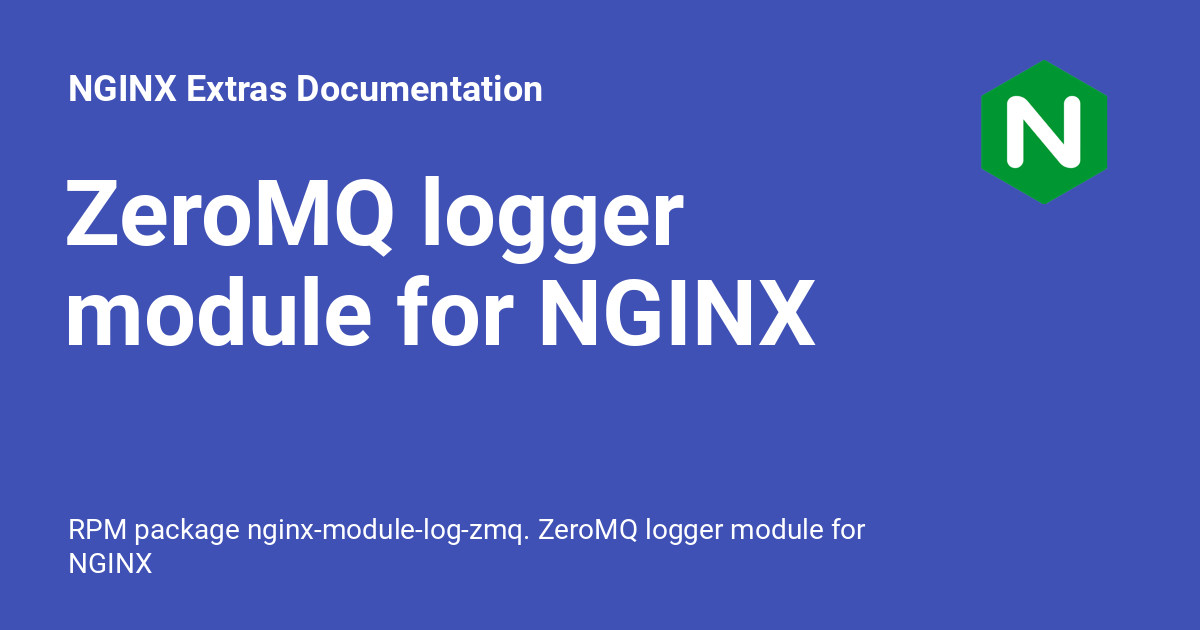 NGINX Extras Documentation
N
ZeroMQ logger
module for NGINX
RPM package nginx-module-log-zmq. ZeroMQ logger module for
NGINX